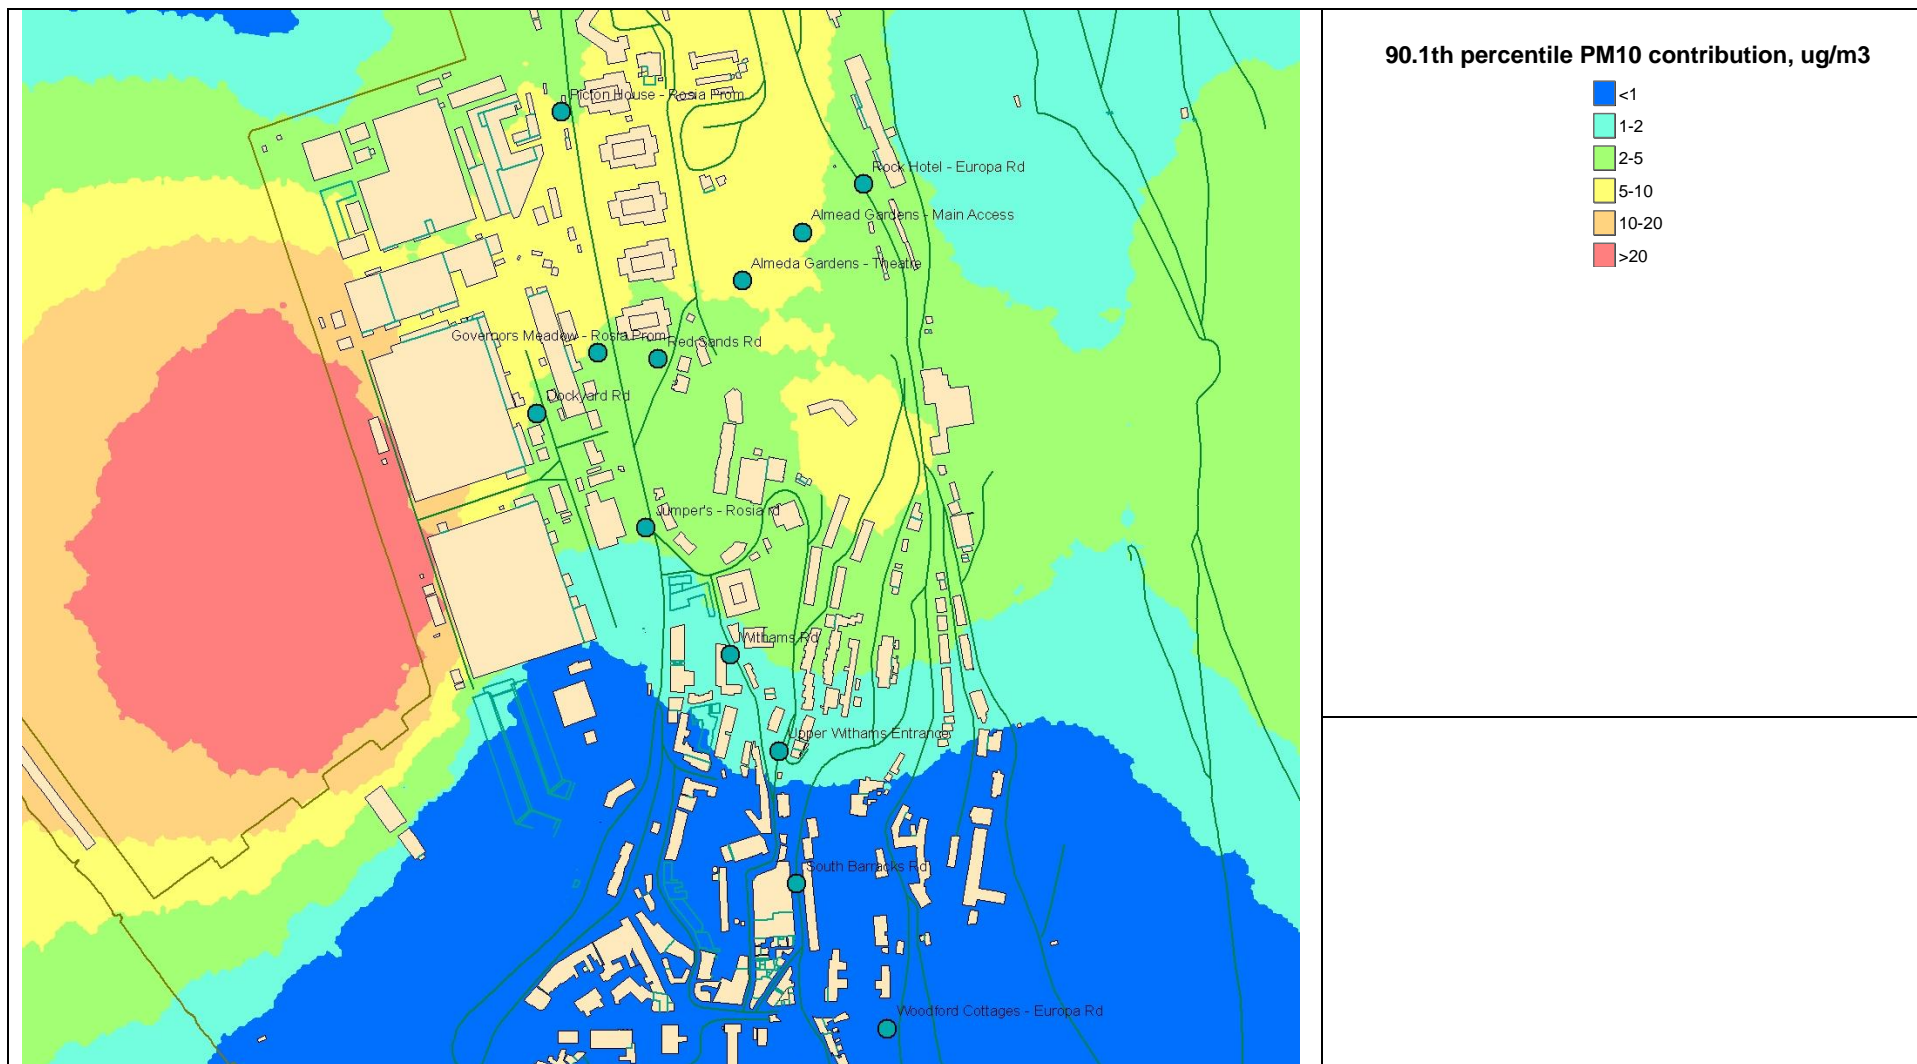 90.1th percentile PM10 contribution, ug/m3
<1
1-2
2-5
5-10
10-20
>20
Picton House - Rosia Prom
Rock Hotel - Europa Rd
Almead Gardens - Main Access
Almeda Gardens - Theatre
Governors Meadow - Rosia Prom
Red Sands Rd
Dockyard Rd
Jumper's - Rosia rd
Withams Rd
Upper Withams Entrance
South Barracks Rd
Woodford Cottages - Europa Rd